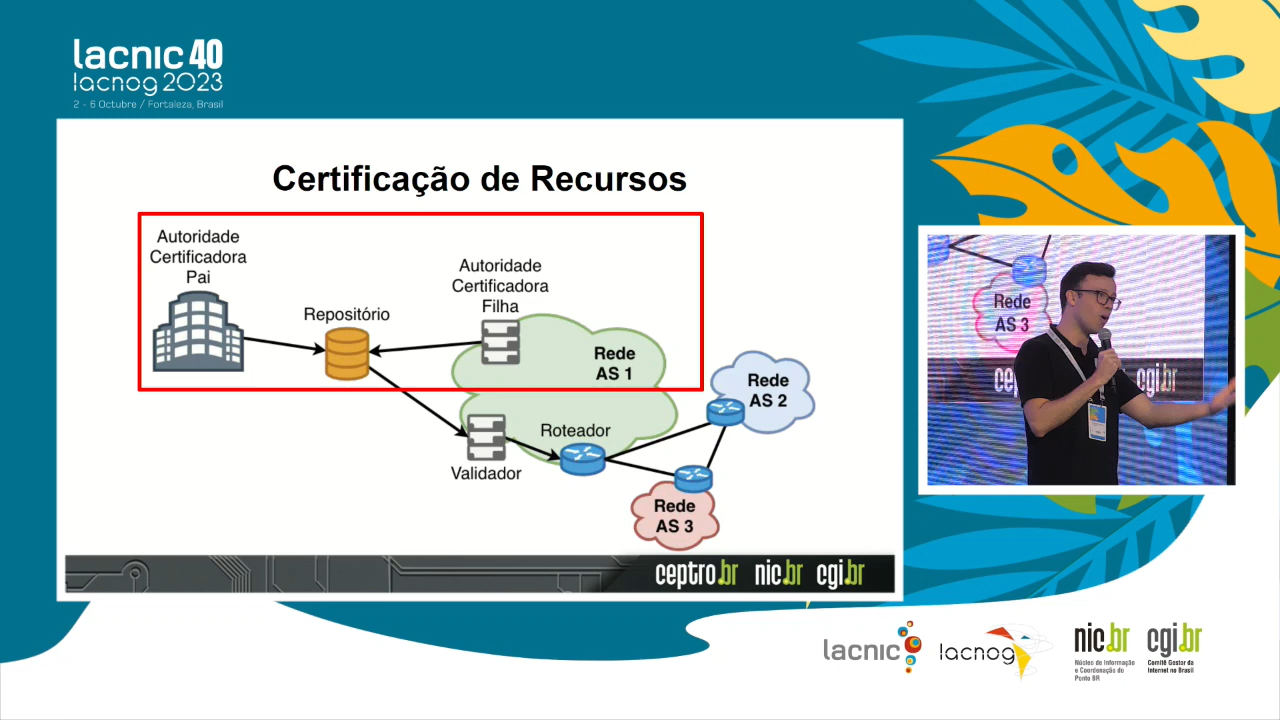 lacnic 40
lacnog 2023
2 - 6 Octubre / Fortaleza, Brasil
Certificação de Recursos
Autoridade
Certificadora
Pai
Repositório
Autoridade
Certificadora
Filha
Rede
AS 1
Rede
AS 2
Roteador
Validador
Rede
AS 3
ceptro.br nic.br cgi.br
Rede
AS 3
cgi.br
lacnic
lacnog
nic.br
Núcleo de Informação
e Coordenação do
Ponto BR
cgi.br
Comitê Gestor da
Internet no Brasil